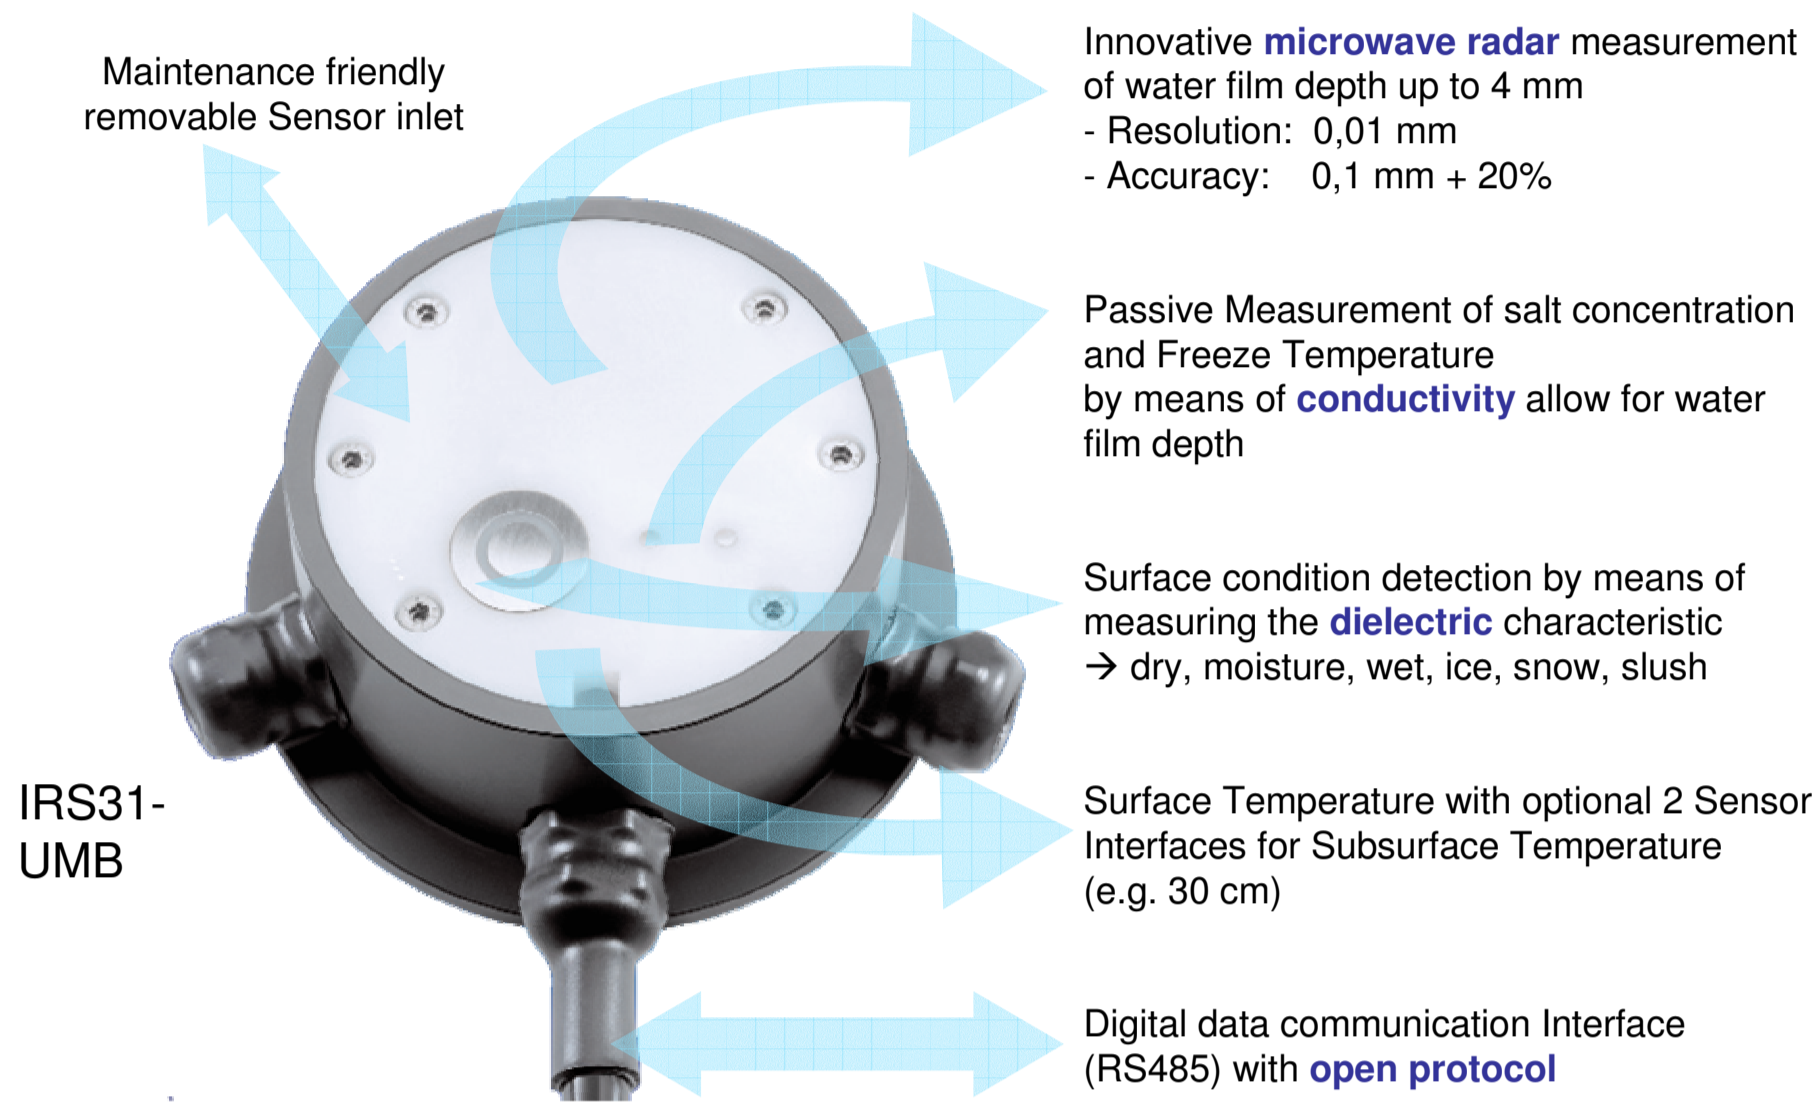 Maintenance friendly
removable Sensor inlet
Innovative microwave radar measurement
of water film depth up to 4 mm
- Resolution: 0,01 mm
- Accuracy: 0,1 mm + 20%
Passive Measurement of salt concentration
and Freeze Temperature
by means of conductivity allow for water
film depth
Surface condition detection by means of
measuring the dielectric characteristic
→ dry, moisture, wet, ice, snow, slush
IRS31-
UMB
Surface Temperature with optional 2 Sensor
Interfaces for Subsurface Temperature
(e.g. 30 cm)
Digital data communication Interface
(RS485) with open protocol